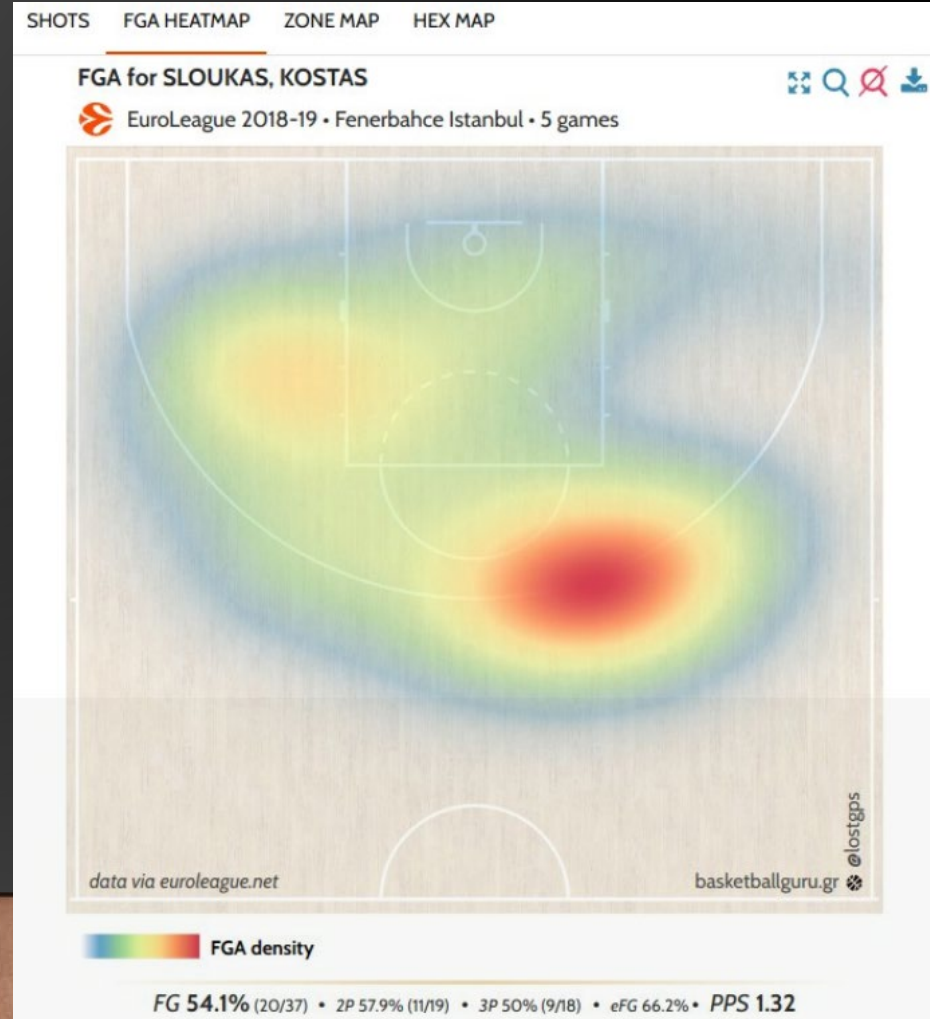 SHOTS FGA HEATMAP ZONE MAP HEX MAP
FGA for SLOUKAS, KOSTAS
EuroLeague 2018-19 • Fenerbahce Istanbul • 5 games
@lostgps
data via euroleague.net basketballguru.gr
FGA density
FG 54.1% (20/37) • 2P 57.9% (11/19) • 3P 50% (9/18) • eFG 66.2% • PPS 1.32